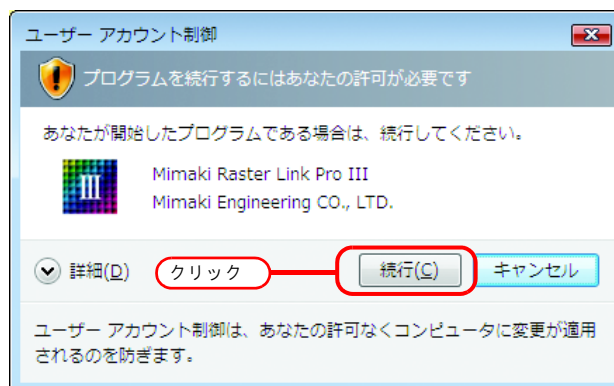 ユーザー アカウント制御
プログラムを続行するにはあなたの許可が必要です
あなたが開始したプログラムである場合は、続行してください。
III
Mimaki Raster Link Pro III
Mimaki Engineering CO., LTD.
詳細(D)
クリック
続行(C)
キャンセル
ユーザー アカウント制御は、あなたの許可なくコンピュータに変更が適用
されるのを防ぎます。